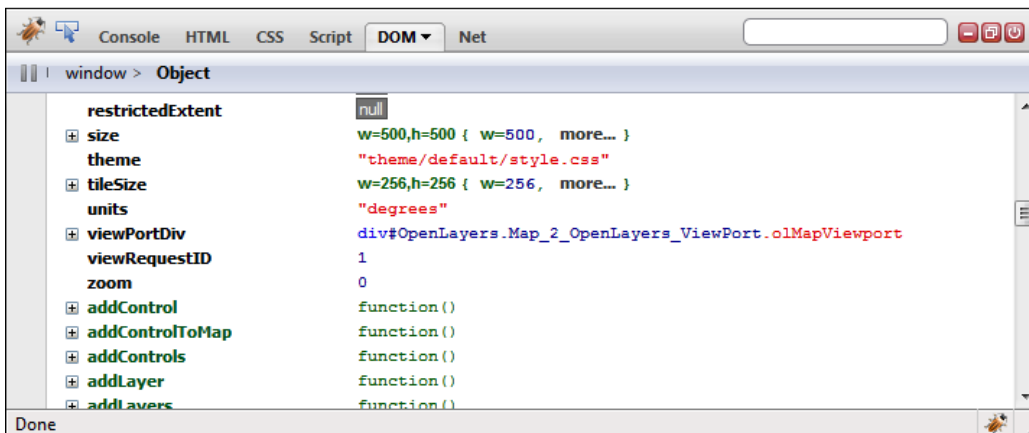 Console HTML CSS Script DOM Net
window > Object
restrictedExtent null
size w=500,h=500 { w=500, more... }
theme "theme/default/style.css"
tileSize w=256,h=256 { w=256, more... }
units "degrees"
viewPortDiv div#OpenLayers.Map_2_OpenLayers_ViewPort.olMapViewport
viewRequestID 1
zoom 0
addControl function()
addControlToMap function()
addControls function()
addLayer function()
addLayers function()
Done